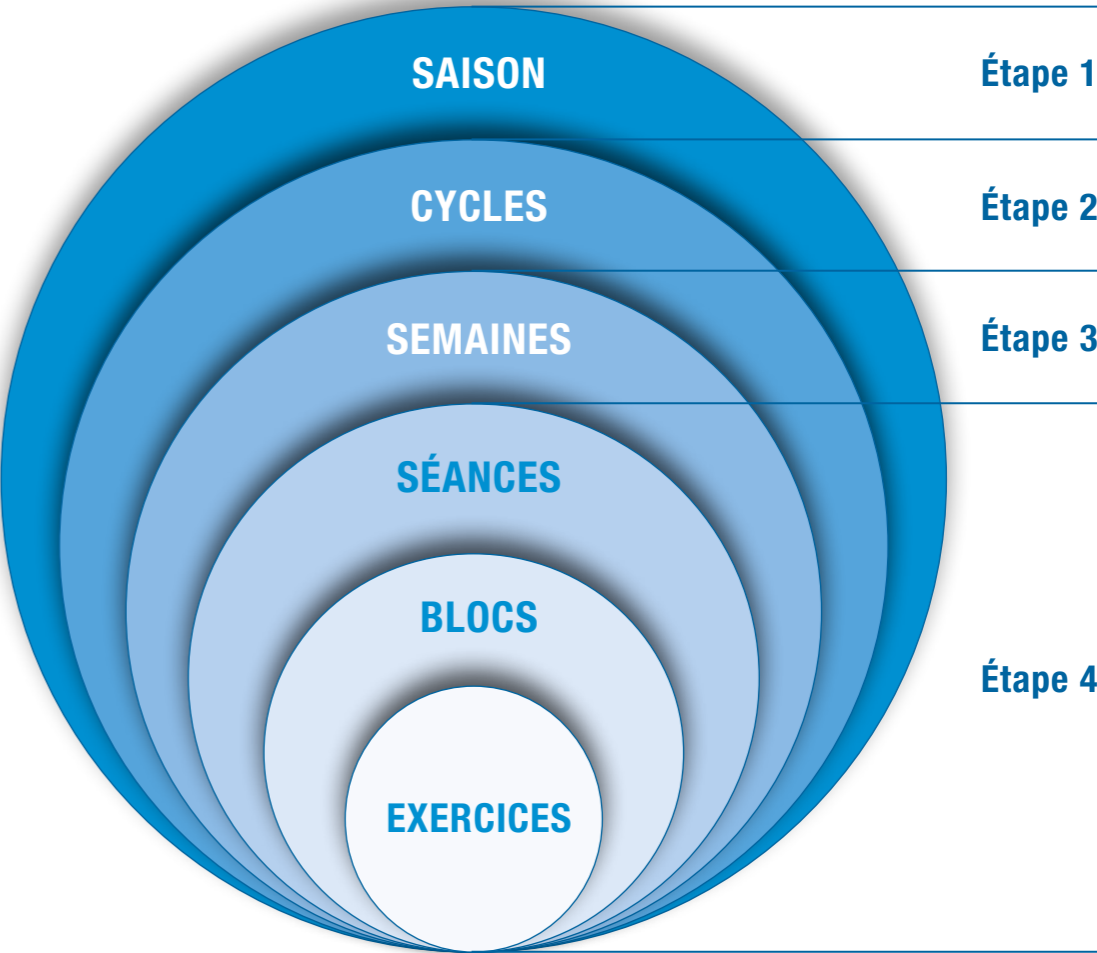 SAISON Étape 1
CYCLES Étape 2
SEMAINES Étape 3
SÉANCES
BLOCS
Étape 4
EXERCICES